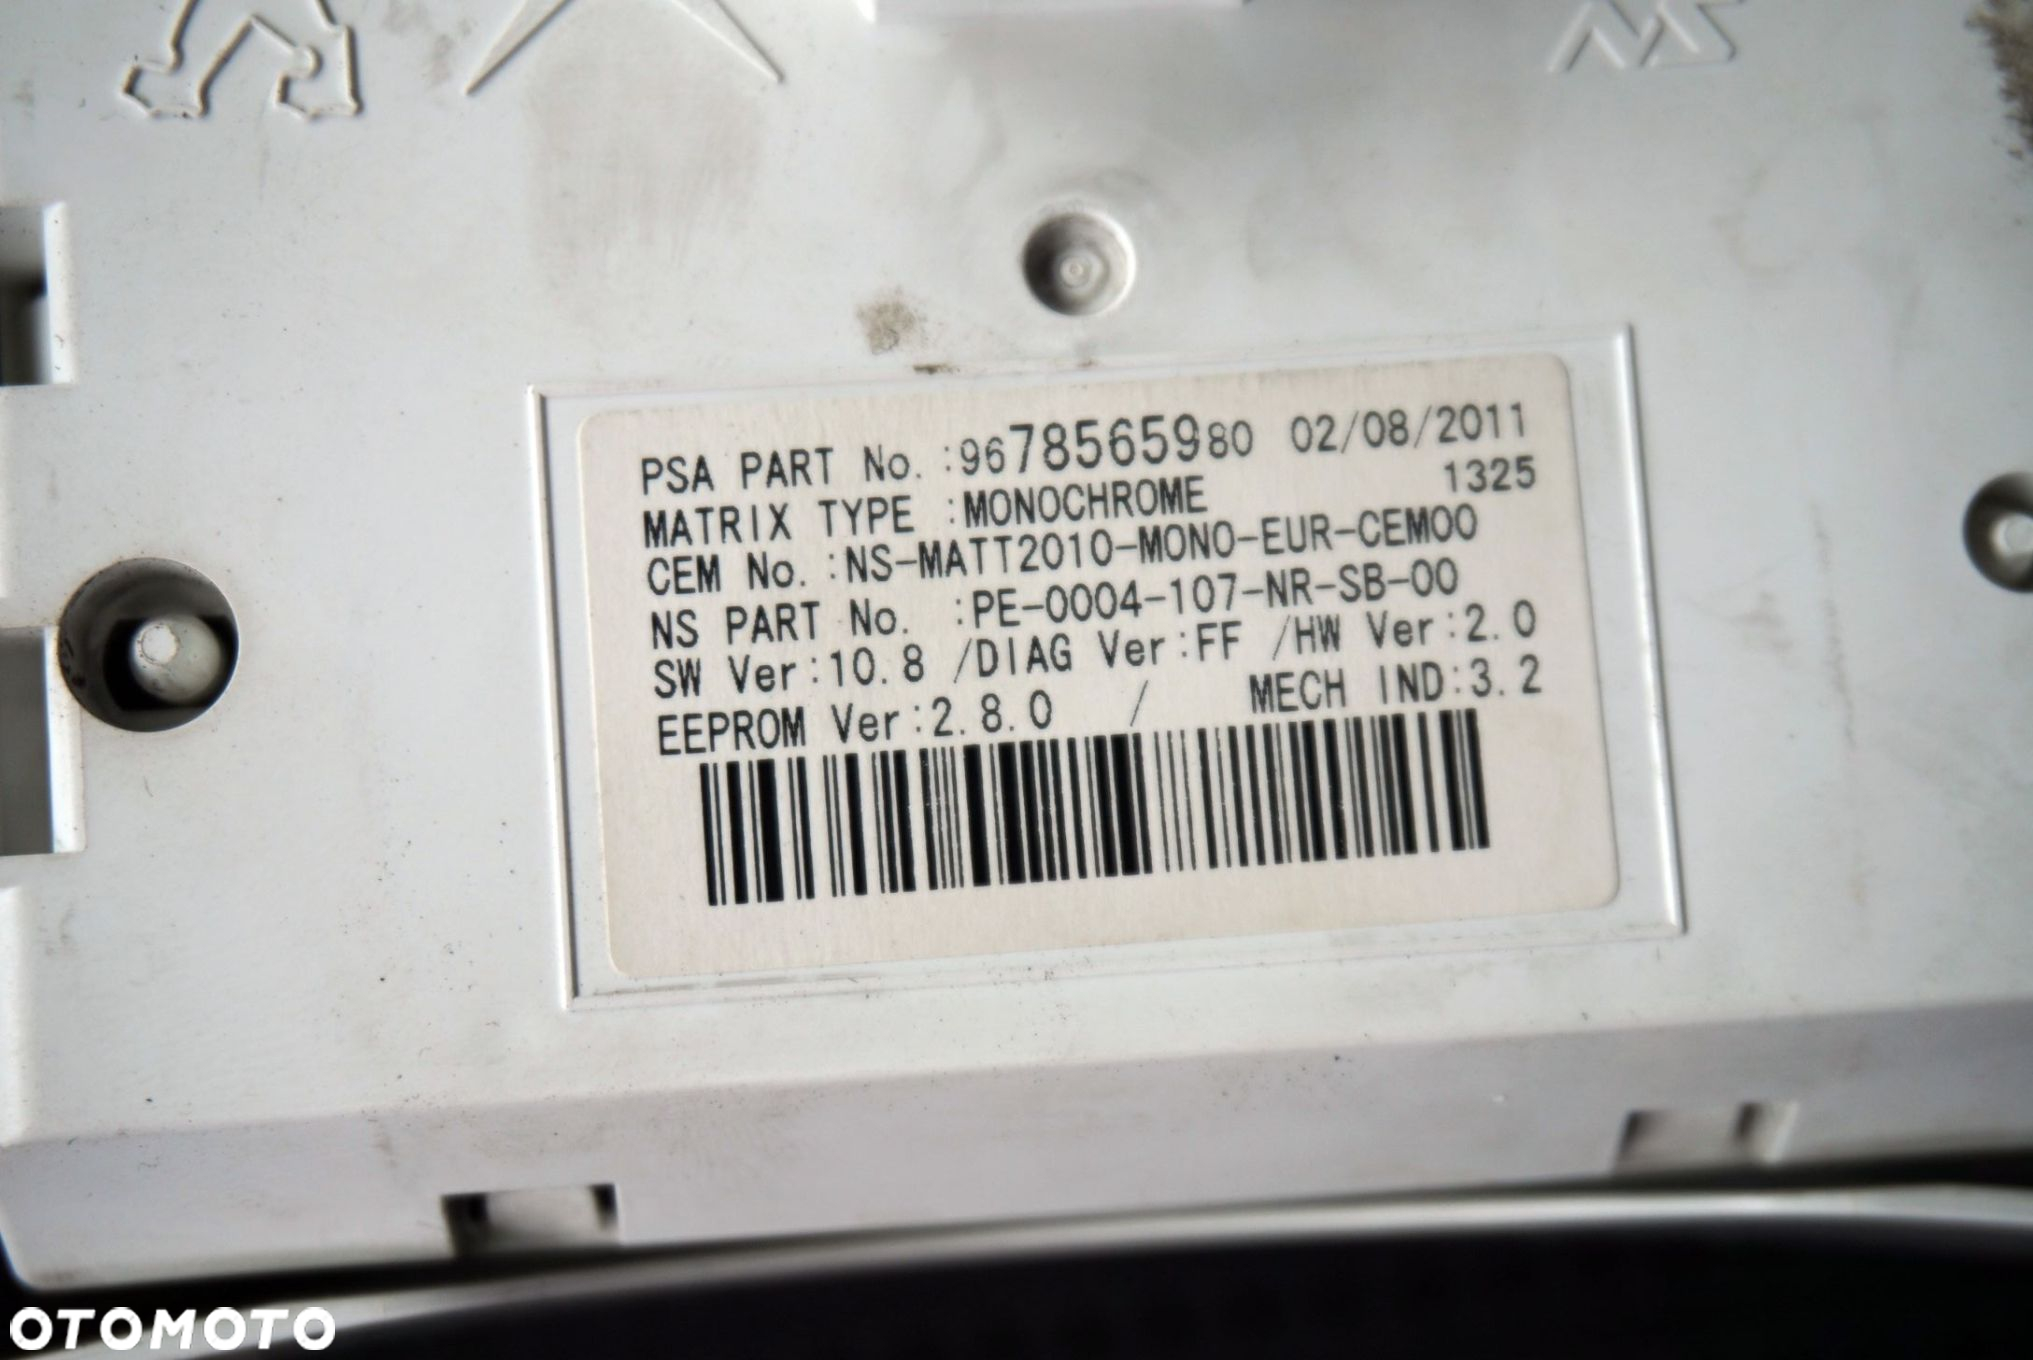 PSA PART No. :9678565980 02/08/2011
MATRIX TYPE :MONOCHROME 1325
CEM No. :NS-MATT2010-MONO-EUR-CEM00
NS PART No. :PE-0004-107-NR-SB-00
SW Ver:10.8 /DIAG Ver:FF /HW Ver:2.0
EEPROM Ver:2.8.0 / MECH IND:3.2
OTOMOTO